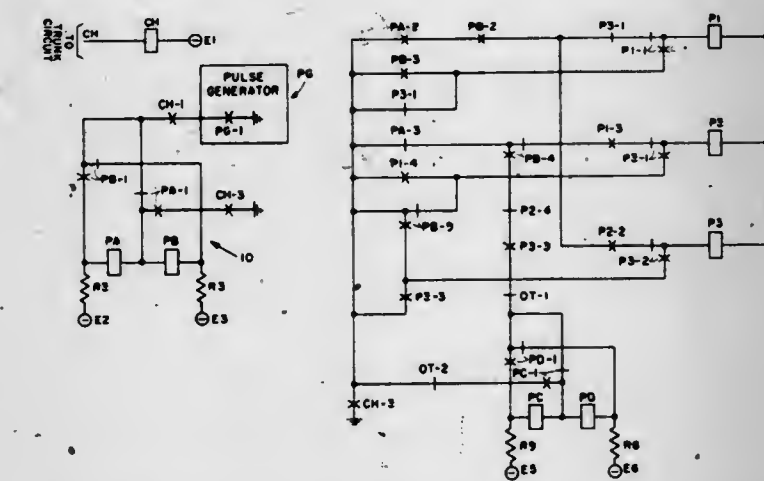 TO TRUNK CIRCUIT
CH
CH
E1
PULSE GENERATOR
PG
CH-1
PG-1
PB-1
PA-1
CH-3
PA
PB
10
R2
R3
E2
E3
PA-2
PB-2
P3-1
P1
P1-1
PB-3
P3-1
PA-3
P1-3
P2
PB-4
P3-1
P1-4
P2-4
PB-9
P2-2
P3
P3-3
P3-2
P3-3
OT-1
PD-1
OT-2
PC-1
CH-3
PC
PD
R9
R6
E5
E6